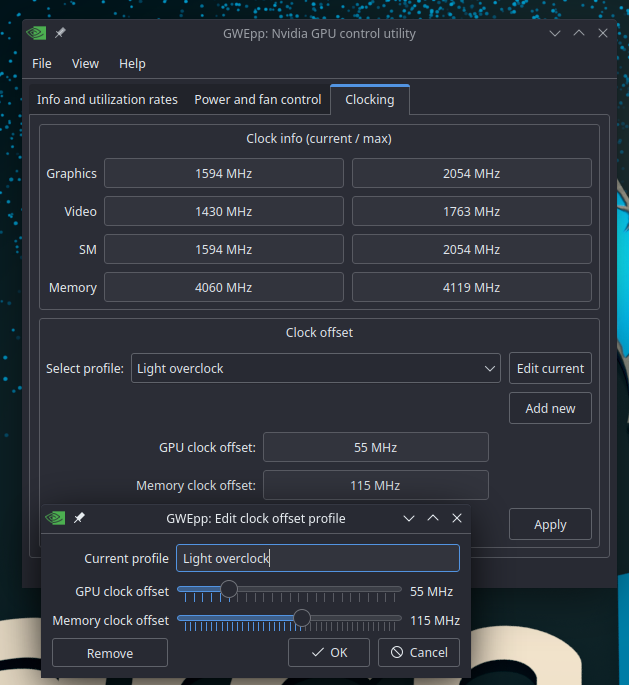 GWEpp: Nvidia GPU control utility
File View Help
Info and utilization rates Power and fan control Clocking
Clock info (current / max)
Graphics 1594 MHz 2054 MHz
Video 1430 MHz 1763 MHz
SM 1594 MHz 2054 MHz
Memory 4060 MHz 4119 MHz
Clock offset
Select profile: Light overclock Edit current
Add new
GPU clock offset: 55 MHz
Memory clock offset: 115 MHz
Apply
GWEpp: Edit clock offset profile
Current profile Light overclock
GPU clock offset 55 MHz
Memory clock offset 115 MHz
Remove OK Cancel